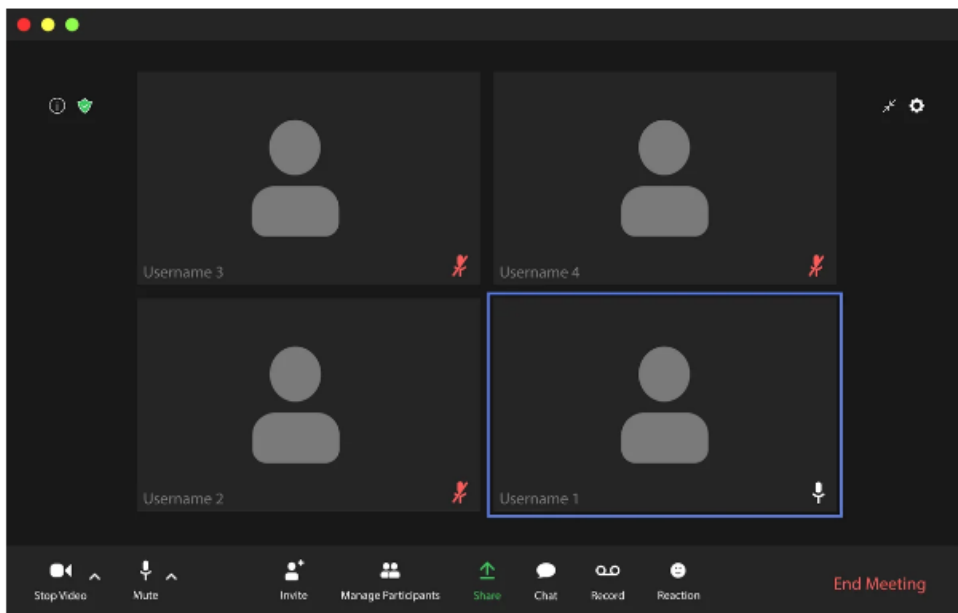 Username 3
Username 4
Username 2
Username 1
Stop Video
Mute
Invite
Manage Participants
Share
Chat
Record
Reaction
End Meeting